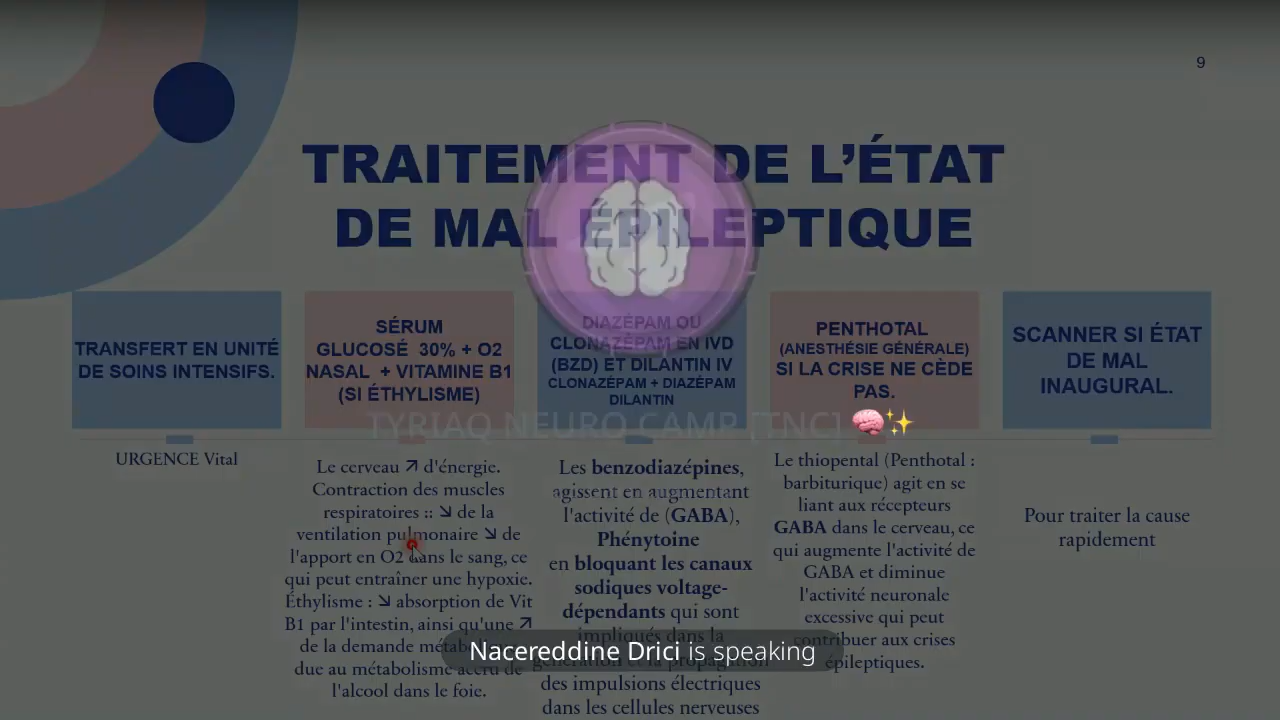 9
TRAITEMENT DE L’ÉTAT
DE MAL ÉPILEPTIQUE
TRANSFERT EN UNITÉ
DE SOINS INTENSIFS.
URGENCE Vital
SÉRUM
GLUCOSÉ 30% + O2
NASAL + VITAMINE B1
(SI ÉTHYLISME)
Le cerveau ↗ d'énergie.
Contraction des muscles
respiratoires :: ↘ de la
ventilation pulmonaire ↘ de
l'apport en O2 dans le sang, ce
qui peut entraîner une hypoxie.
Éthylisme : ↘ absorption de Vit
B1 par l'intestin, ainsi qu'une ↗
de la demande métabolique
due au métabolisme accru de
l'alcool dans le foie.
DIAZÉPAM OU
CLONAZÉPAM EN IVD
(BZD) ET DILANTIN IV
CLONAZÉPAM + DIAZÉPAM
DILANTIN
Les benzodiazépines,
agissent en augmentant
l'activité de (GABA),
Phénytoine
en bloquant les canaux
sodiques voltage-
dépendants qui sont
impliqués dans la
génération et la propagation
des impulsions électriques
dans les cellules nerveuses
PENTHOTAL
(ANESTHÉSIE GÉNÉRALE)
SI LA CRISE NE CÈDE
PAS.
Le thiopental (Penthotal :
barbiturique) agit en se
liant aux récepteurs
GABA dans le cerveau, ce
qui augmente l'activité de
GABA et diminue
l'activité neuronale
excessive qui peut
contribuer aux crises
épileptiques.
SCANNER SI ÉTAT
DE MAL
INAUGURAL.
Pour traiter la cause
rapidement
TYRIAQ NEURO CAMP [TNC] 🧠✨
Nacereddine Drici is speaking